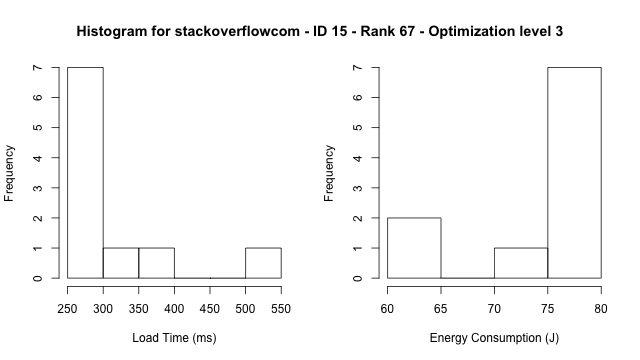 Histogram for stackoverflowcom - ID 15 - Rank 67 - Optimization level 3
Frequency
7
6
5
4
3
2
1
0
250 300 350 400 450 500 550
Load Time (ms)
Frequency
7
6
5
4
3
2
1
0
60 65 70 75 80
Energy Consumption (J)